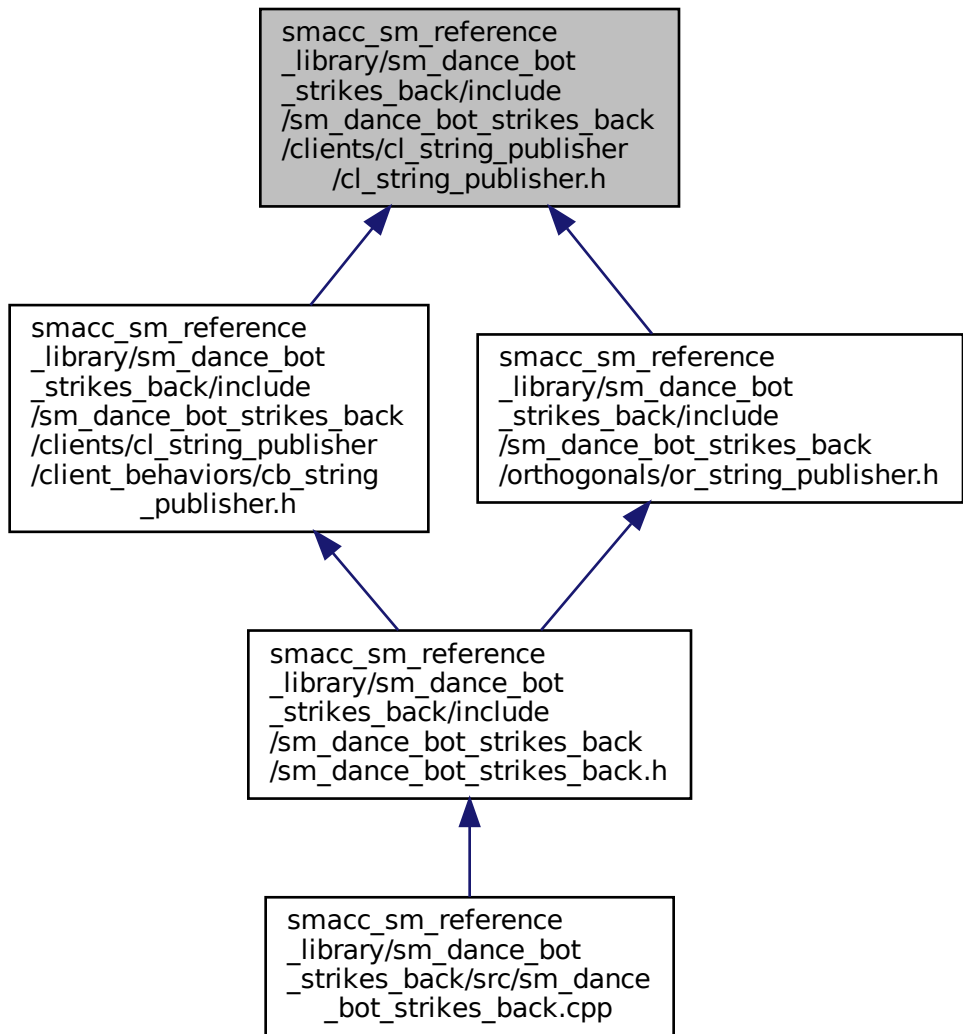 smacc_sm_reference
_library/sm_dance_bot
_strikes_back/include
/sm_dance_bot_strikes_back
/clients/cl_string_publisher
/cl_string_publisher.h
smacc_sm_reference
_library/sm_dance_bot
_strikes_back/include
/sm_dance_bot_strikes_back
/clients/cl_string_publisher
/client_behaviors/cb_string
_publisher.h
smacc_sm_reference
_library/sm_dance_bot
_strikes_back/include
/sm_dance_bot_strikes_back
/orthogonals/or_string_publisher.h
smacc_sm_reference
_library/sm_dance_bot
_strikes_back/include
/sm_dance_bot_strikes_back
/sm_dance_bot_strikes_back.h
smacc_sm_reference
_library/sm_dance_bot
_strikes_back/src/sm_dance
_bot_strikes_back.cpp